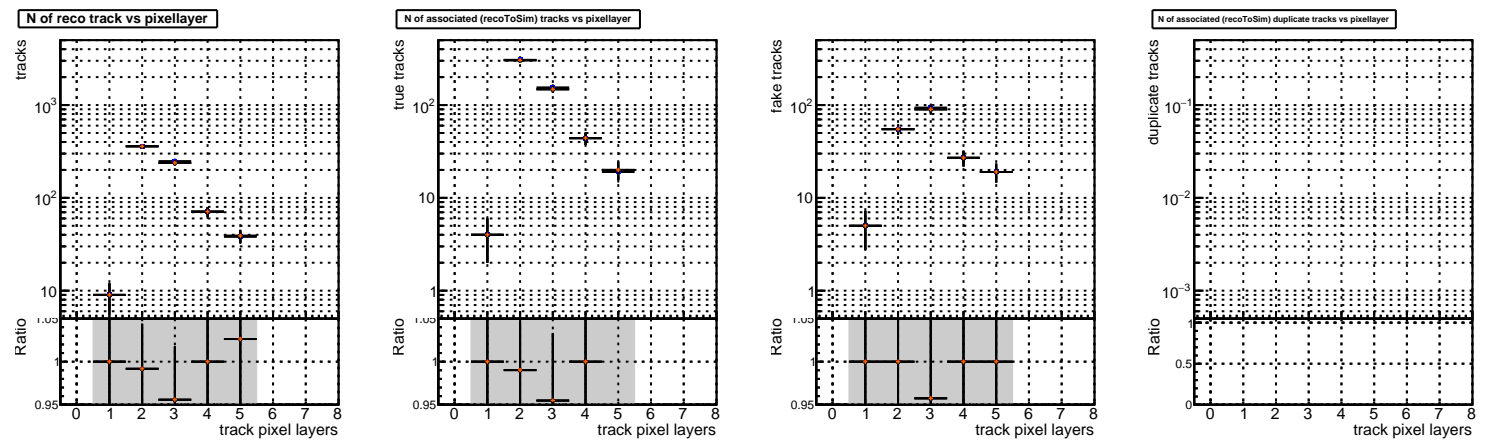 N of reco track vs pixellayer
tracks
10³
10²
10
1.05
Ratio
1
0.95
0 1 2 3 4 5 6 7 8
track pixel layers
N of associated (recoToSim) tracks vs pixellayer
true tracks
10²
10
1
1.05
Ratio
1
0.95
0 1 2 3 4 5 6 7 8
track pixel layers
fake tracks
10²
10
1
1.05
Ratio
1
0.95
0 1 2 3 4 5 6 7 8
track pixel layers
N of associated (recoToSim) duplicate tracks vs pixellayer
duplicate tracks
10⁻¹
10⁻²
10⁻³
Ratio
1
0.5
0
0 1 2 3 4 5 6 7 8
track pixel layers